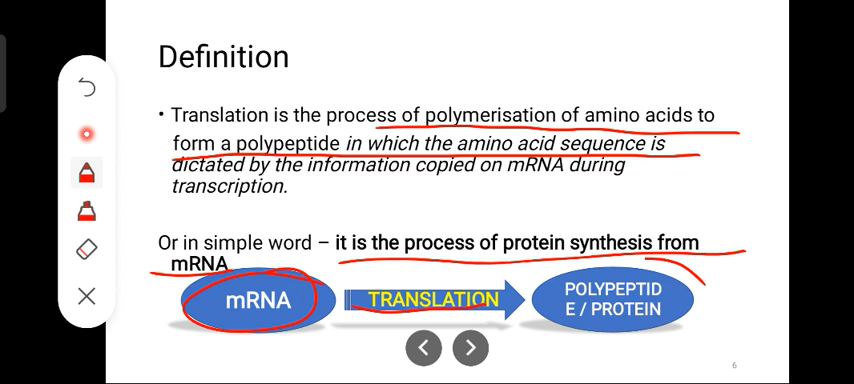 Definition
• Translation is the process of polymerisation of amino acids to
form a polypeptide in which the amino acid sequence is
dictated by the information copied on mRNA during
transcription.
Or in simple word – it is the process of protein synthesis from
mRNA
mRNA
TRANSLATION
POLYPEPTID
E / PROTEIN
6